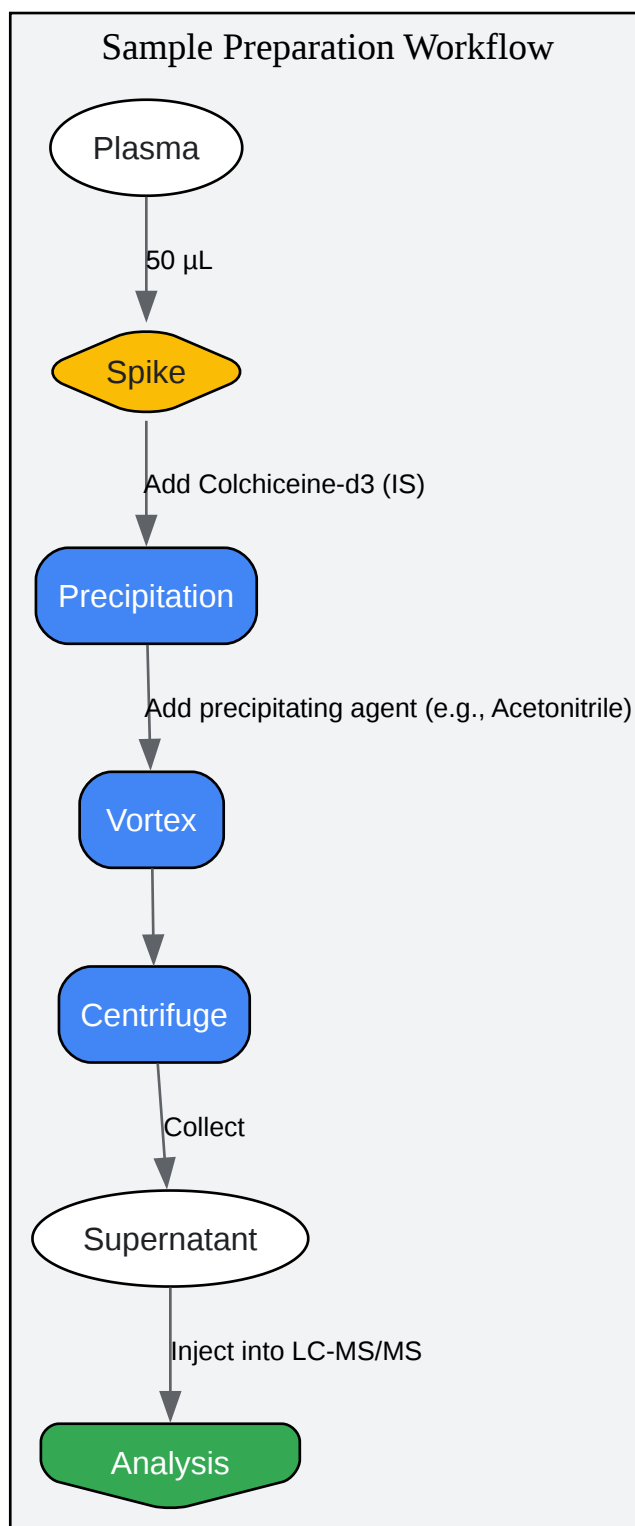 Sample Preparation Workflow
Plasma
50 µL
Spike
Add Colchiceine-d3 (IS)
Precipitation
Add precipitating agent (e.g., Acetonitrile)
Vortex
Centrifuge
Collect
Supernatant
Inject into LC-MS/MS
Analysis